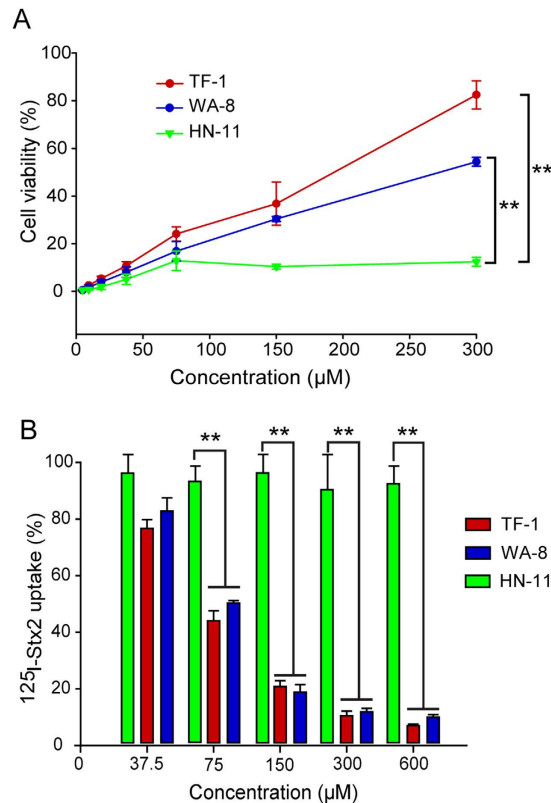 A
100
80
60
40
20
0
Cell viability (%)
TF-1
WA-8
HN-11
**
**
50 100 150 200 250 300
Concentration (μM)
B
100
80
60
40
20
0
125I-Stx2 uptake (%)
** ** ** **
TF-1
WA-8
HN-11
0 37.5 75 150 300 600
Concentration (μM)